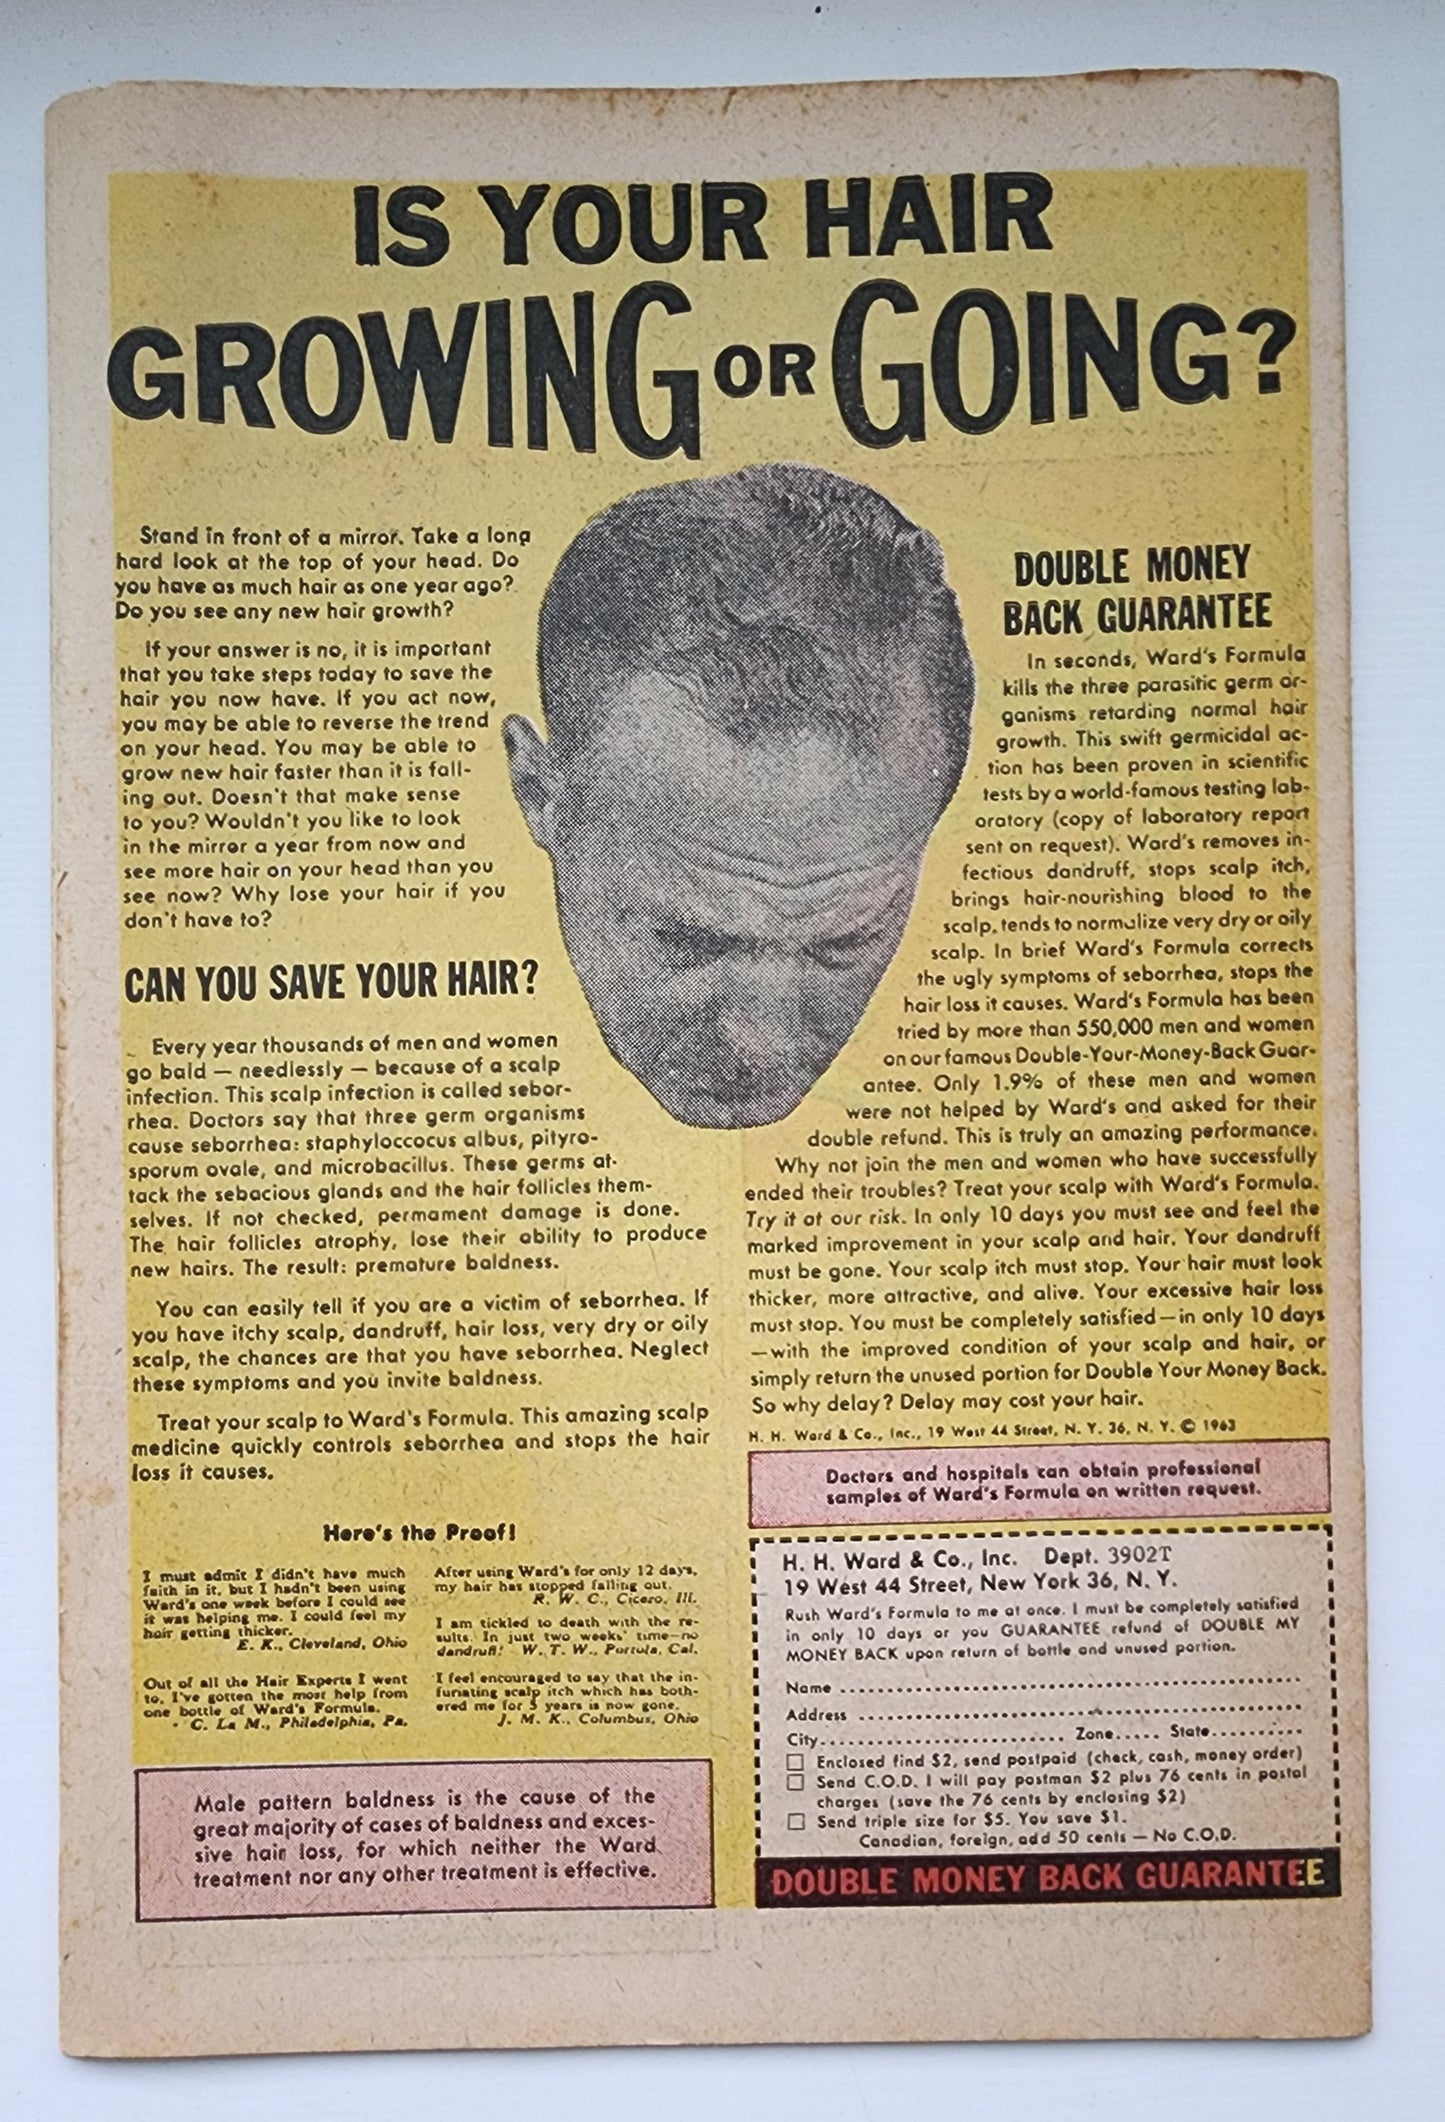 IS YOUR HAIR
GROWING OR GOING?
Stand in front of a mirror. Take a long
hard look at the top of your head. Do
you have as much hair as one year ago?
Do you see any new hair growth?
If your answer is no, it is important
that you take steps today to save the
hair you now have. If you act now,
you may be able to reverse the trend
on your head. You may be able to
grow new hair faster than it is fall-
ing out. Doesn't that make sense
to you? Wouldn't you like to look
in the mirror a year from now and
see more hair on your head than you
see now? Why lose your hair if you
don't have to?
CAN YOU SAVE YOUR HAIR?
Every year thousands of men and women
go bald — needlessly — because of a scalp
infection. This scalp infection is called sebor-
rhea. Doctors say that three germ organisms
cause seborrhea: staphyloccocus albus, pityro-
sporum ovale, and microbacillus. These germs at-
tack the sebacious glands and the hair follicles them-
selves. If not checked, permament damage is done.
The hair follicles atrophy, lose their ability to produce
new hairs. The result: premature baldness.
You can easily tell if you are a victim of seborrhea. If
you have itchy scalp, dandruff, hair loss, very dry or oily
scalp, the chances are that you have seborrhea. Neglect
these symptoms and you invite baldness.
Treat your scalp to Ward's Formula. This amazing scalp
medicine quickly controls seborrhea and stops the hair
loss it causes.
Here's the Proof!
I must admit I didn't have much
faith in it, but I hadn't been using
Ward's one week before I could see
it was helping me. I could feel my
hair getting thicker.
E. K., Cleveland, Ohio
Out of all the Hair Experts I went
to, I've gotten the most help from
one bottle of Ward's Formula.
C. La M., Philadelphia, Pa.
After using Ward's for only 12 days,
my hair has stopped falling out.
R. W. C., Cicero, Ill.
I am tickled to death with the re-
sults. In just two weeks' time—no
dandruff! W. T. W., Portola, Cal.
I feel encouraged to say that the in-
furiating scalp itch which has both-
ered me for 5 years is now gone.
J. M. K., Columbus, Ohio
Male pattern baldness is the cause of the
great majority of cases of baldness and exces-
sive hair loss, for which neither the Ward
treatment nor any other treatment is effective.
DOUBLE MONEY
BACK GUARANTEE
In seconds, Ward's Formula
kills the three parasitic germ or-
ganisms retarding normal hair
growth. This swift germicidal ac-
tion has been proven in scientific
tests by a world-famous testing lab-
oratory (copy of laboratory report
sent on request). Ward's removes in-
fectious dandruff, stops scalp itch,
brings hair-nourishing blood to the
scalp, tends to normalize very dry or oily
scalp. In brief Ward's Formula corrects
the ugly symptoms of seborrhea, stops the
hair loss it causes. Ward's Formula has been
tried by more than 550,000 men and women
on our famous Double-Your-Money-Back Guar-
antee. Only 1.9% of these men and women
were not helped by Ward's and asked for their
double refund. This is truly an amazing performance.
Why not join the men and women who have successfully
ended their troubles? Treat your scalp with Ward's Formula.
Try it at our risk. In only 10 days you must see and feel the
marked improvement in your scalp and hair. Your dandruff
must be gone. Your scalp itch must stop. Your hair must look
thicker, more attractive, and alive. Your excessive hair loss
must stop. You must be completely satisfied—in only 10 days
—with the improved condition of your scalp and hair, or
simply return the unused portion for Double Your Money Back.
So why delay? Delay may cost your hair.
H. H. Ward & Co., Inc., 19 West 44 Street, N. Y. 36, N. Y. © 1963
Doctors and hospitals can obtain professional
samples of Ward's Formula on written request.
H. H. Ward & Co., Inc. Dept. 3902T
19 West 44 Street, New York 36, N. Y.
Rush Ward's Formula to me at once. I must be completely satisfied
in only 10 days or you GUARANTEE refund of DOUBLE MY
MONEY BACK upon return of bottle and unused portion.
Name
Address
City Zone State
Enclosed find $2, send postpaid (check, cash, money order)
Send C.O.D. I will pay postman $2 plus 76 cents in postal
charges (save the 76 cents by enclosing $2)
Send triple size for $5. You save $1.
Canadian, foreign, add 50 cents — No C.O.D.
DOUBLE MONEY BACK GUARANTEE